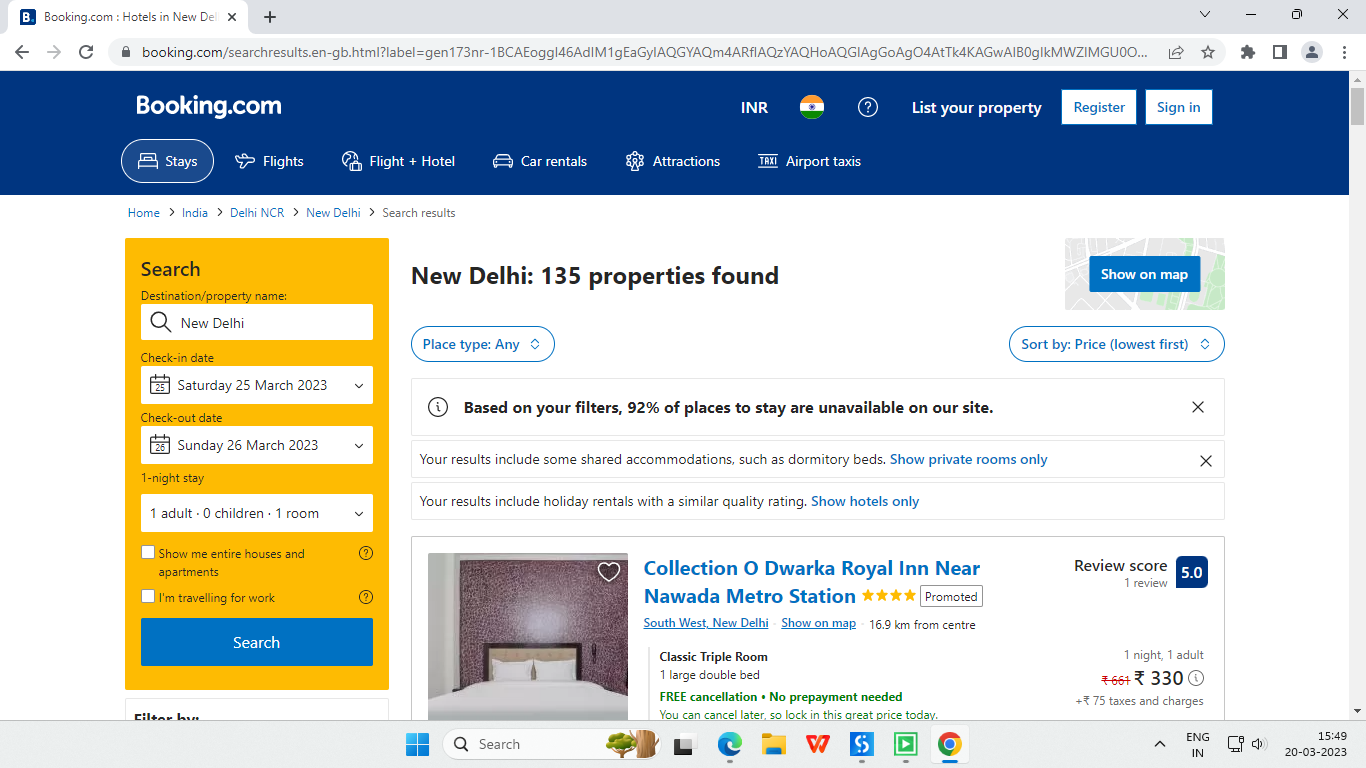 Booking.com : Hotels in New Del
booking.com/searchresults.en-gb.html?label=gen173nr-1BCAEoggI46AdIM1gEaGyIAQGYAQm4ARfIAQzYAQHoAQGIAgGoAgO4AtTk4KAGwAIB0gIkMWZIMGU0O...
Booking.com
INR
List your property
Register
Sign in
Stays
Flights
Flight + Hotel
Car rentals
Attractions
TAXI
Airport taxis
Home > India > Delhi NCR > New Delhi > Search results
Search
Destination/property name:
New Delhi
Check-in date
25
Saturday 25 March 2023
Check-out date
26
Sunday 26 March 2023
1-night stay
1 adult · 0 children · 1 room
Show me entire houses and
apartments
I'm travelling for work
Search
Filter by:
New Delhi: 135 properties found
Show on map
Place type: Any
Sort by: Price (lowest first)
Based on your filters, 92% of places to stay are unavailable on our site.
Your results include some shared accommodations, such as dormitory beds. Show private rooms only
Your results include holiday rentals with a similar quality rating. Show hotels only
Collection O Dwarka Royal Inn Near
Nawada Metro Station
Promoted
South West, New Delhi · Show on map · 16.9 km from centre
Review score
1 review
5.0
Classic Triple Room
1 large double bed
FREE cancellation • No prepayment needed
You can cancel later, so lock in this great price today.
1 night, 1 adult
₹ 661 ₹ 330
+₹ 75 taxes and charges
Search
ENG
IN
15:49
20-03-2023